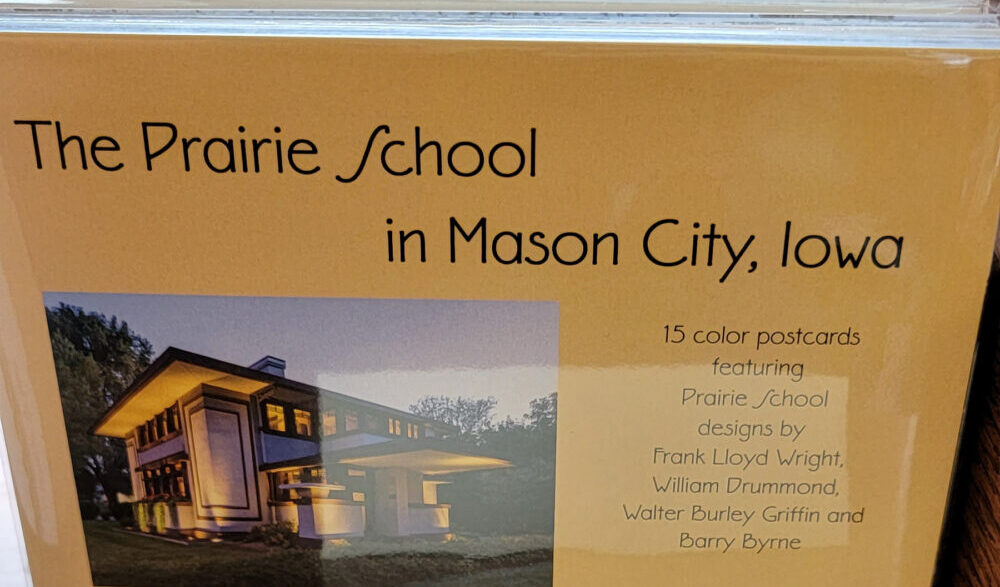 The Prairie School
in Mason City, Iowa
15 color postcards
featuring
Prairie School
designs by
Frank Lloyd Wright,
William Drummond,
Walter Burley Griffin and
Barry Byrne